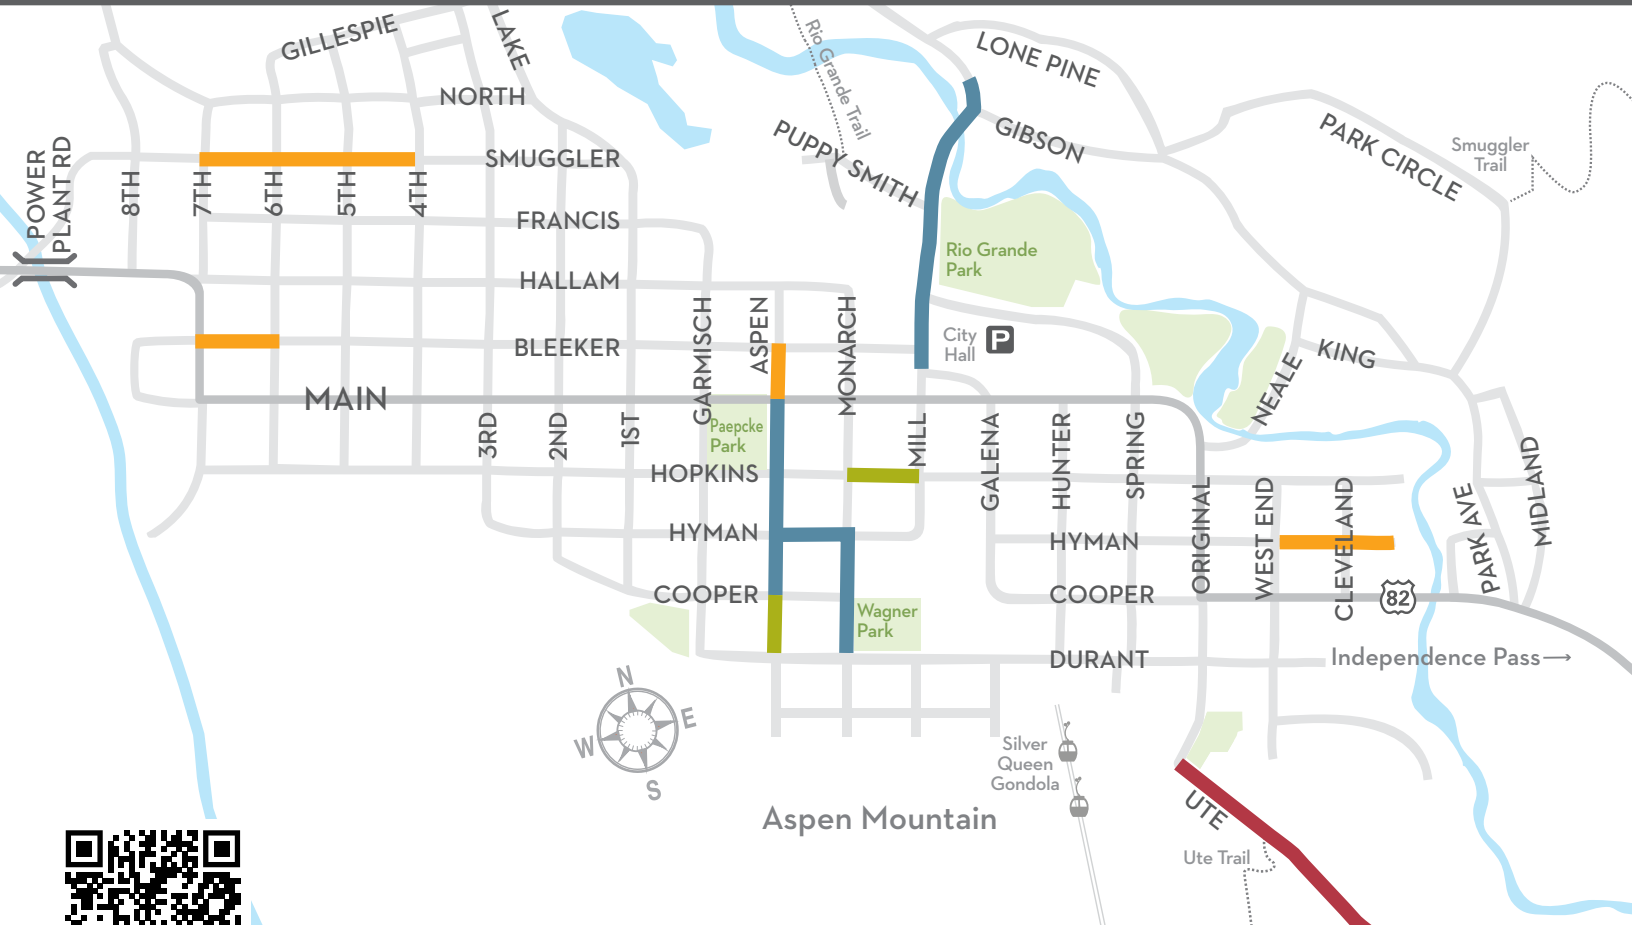 GILLESPIE
LAKE
Rio Grande Trail
LONE PINE
NORTH
GIBSON
PARK CIRCLE
PUPPY SMITH
Smuggler
Trail
SMUGGLER
POWER
PLANT RD
8TH
7TH
6TH
5TH
4TH
FRANCIS
Rio Grande
Park
HALLAM
GARMISCH
ASPEN
MONARCH
City
Hall
P
BLEEKER
KING
NEALE
MAIN
3RD
2ND
1ST
Paepcke
Park
MILL
GALENA
HUNTER
SPRING
HOPKINS
ORIGINAL
WEST END
CLEVELAND
PARK AVE
MIDLAND
HYMAN
HYMAN
COOPER
COOPER
82
Wagner
Park
DURANT
Independence Pass
N
E
W
S
Silver
Queen
Gondola
Aspen Mountain
UTE
Ute Trail